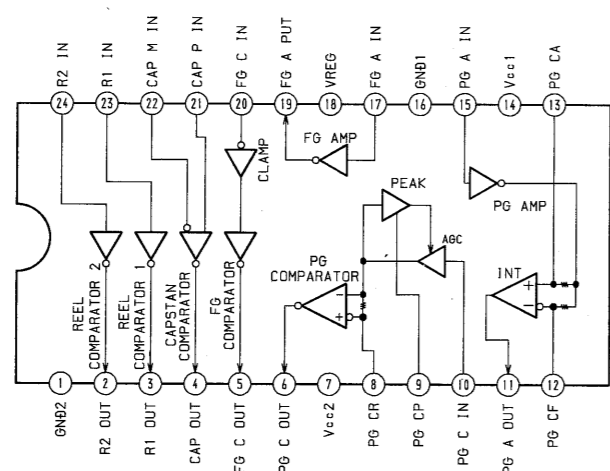 R2 IN
R1 IN
CAP M IN
CAP P IN
FG C IN
FG A PUT
VREG
FG A IN
GND1
PG A IN
Vcc1
PG CA
24
23
22
21
20
19
18
17
16
15
14
13
FG AMP
CLAMP
PEAK
PG AMP
AGC
INT
PG
COMPARATOR
REEL
COMPARATOR 2
REEL
COMPARATOR 1
CAPSTAN
COMPARATOR
FG
COMPARATOR
−
+
+
−
1
2
3
4
5
6
7
8
9
10
11
12
GND2
R2 OUT
R1 OUT
CAP OUT
FG C OUT
PG C OUT
Vcc2
PG CR
PG CP
PG C IN
PG A OUT
PG CF